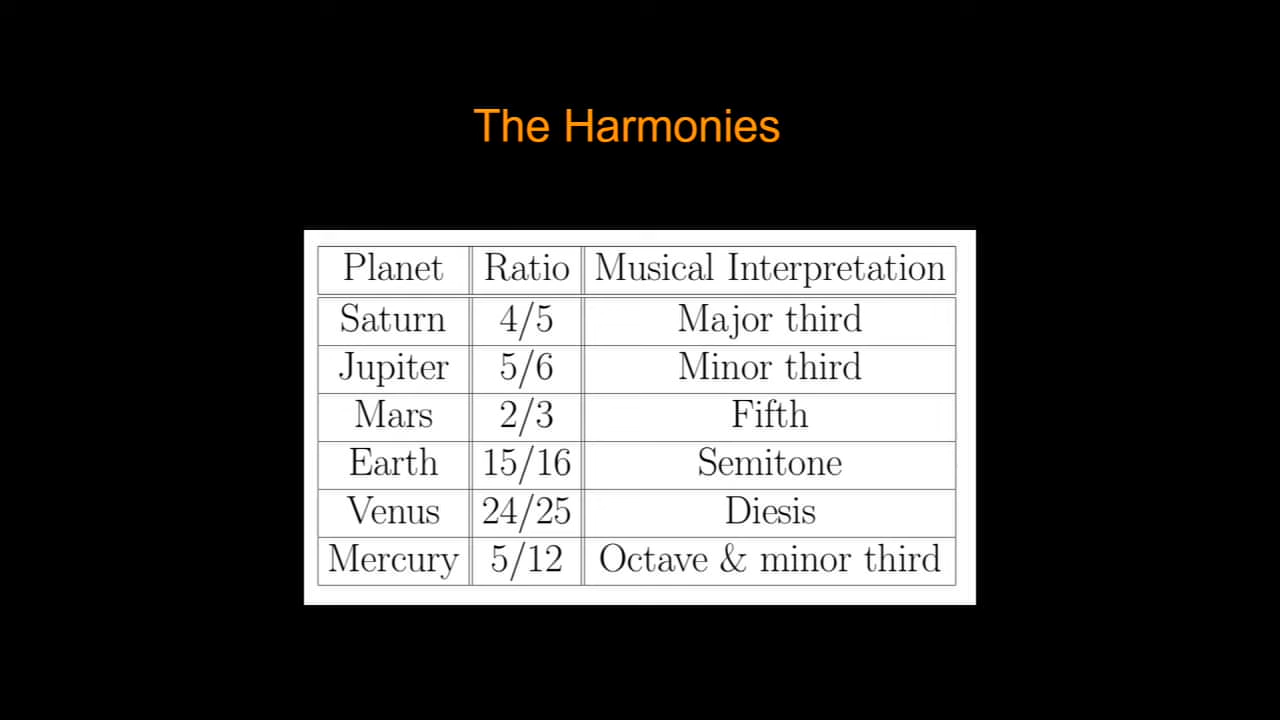 The Harmonies
Planet Ratio Musical Interpretation
Saturn 4/5 Major third
Jupiter 5/6 Minor third
Mars 2/3 Fifth
Earth 15/16 Semitone
Venus 24/25 Diesis
Mercury 5/12 Octave & minor third